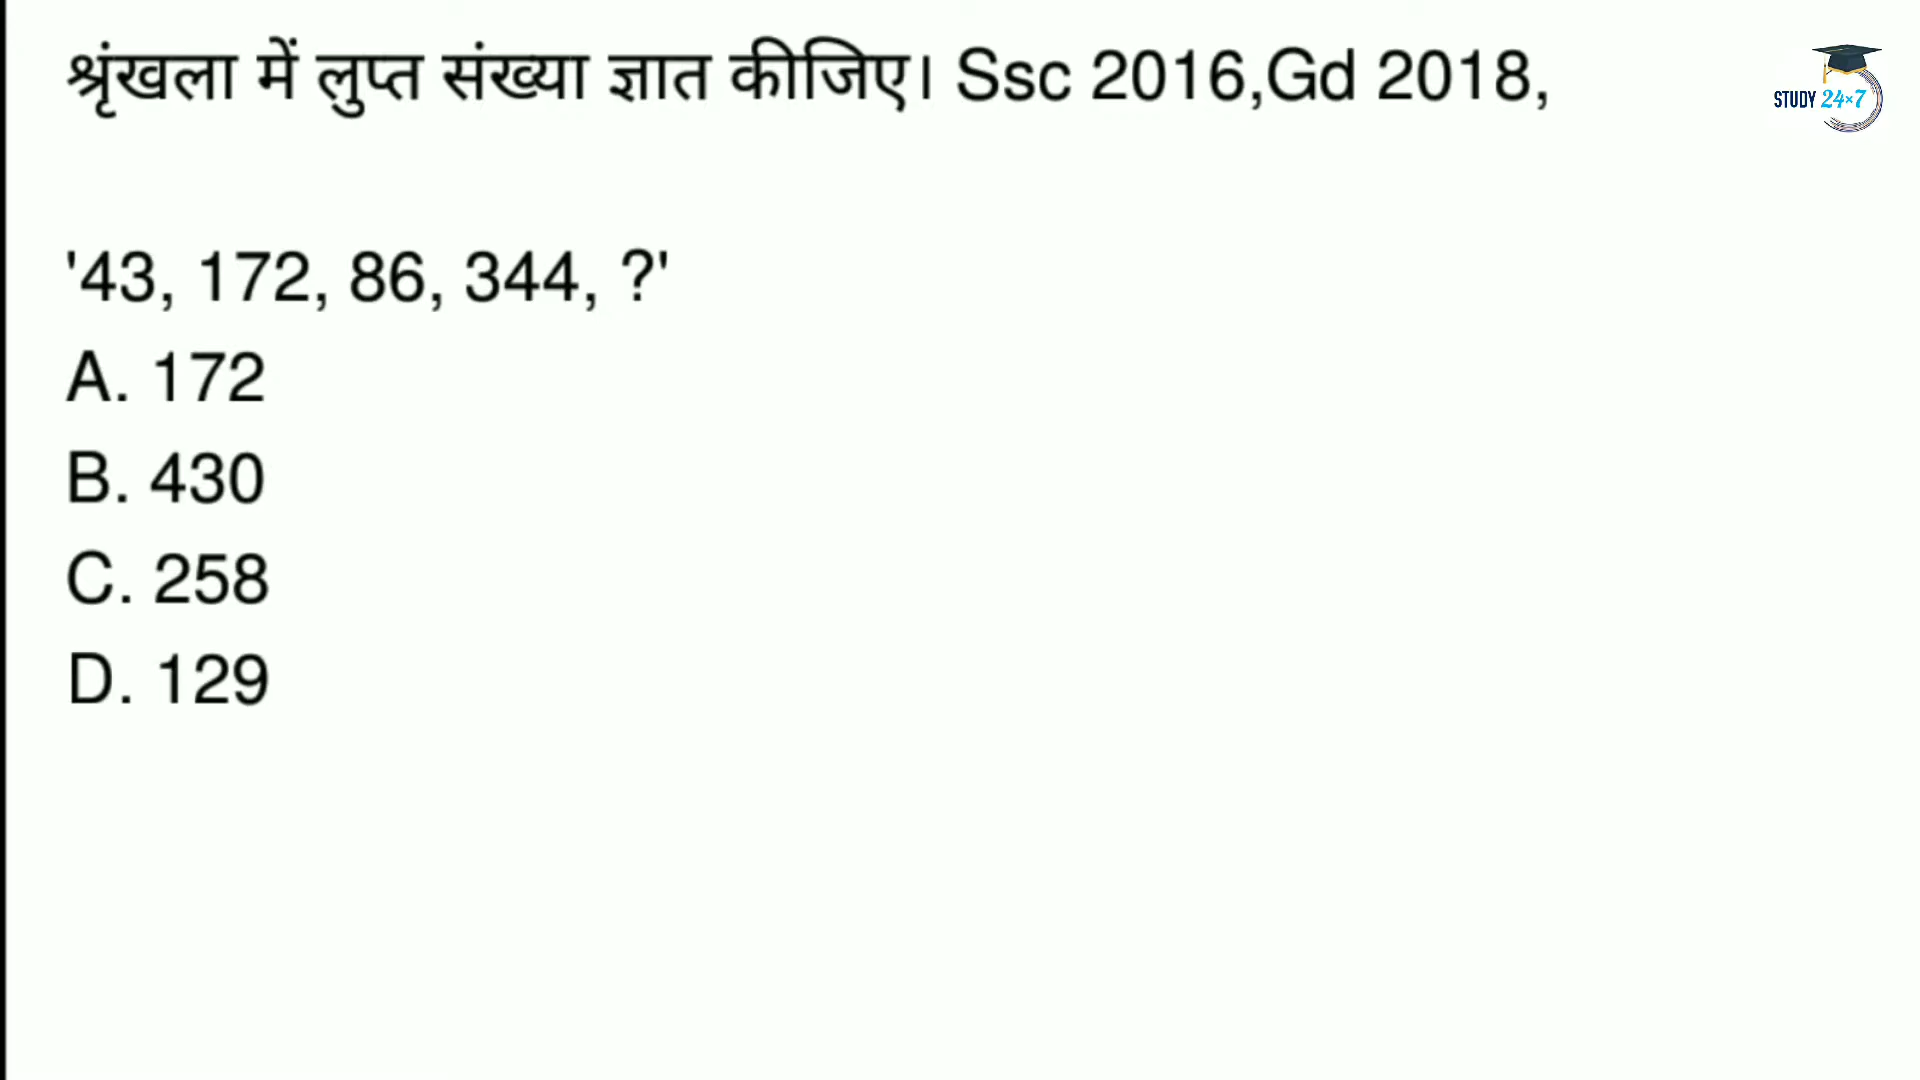 श्रृंखला में लुप्त संख्या ज्ञात कीजिए। Ssc 2016,Gd 2018,
STUDY 24×7
'43, 172, 86, 344, ?'
A. 172
B. 430
C. 258
D. 129